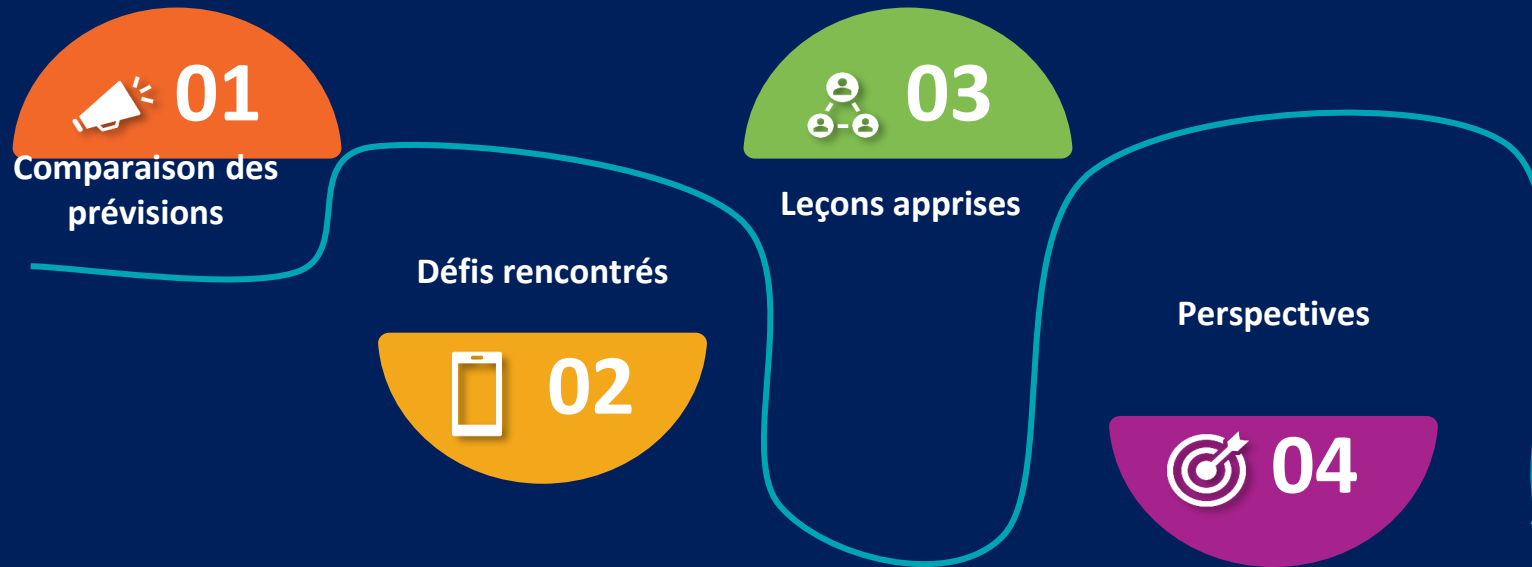 01
Comparaison des
prévisions
Défis rencontrés
02
03
Leçons apprises
Perspectives
04